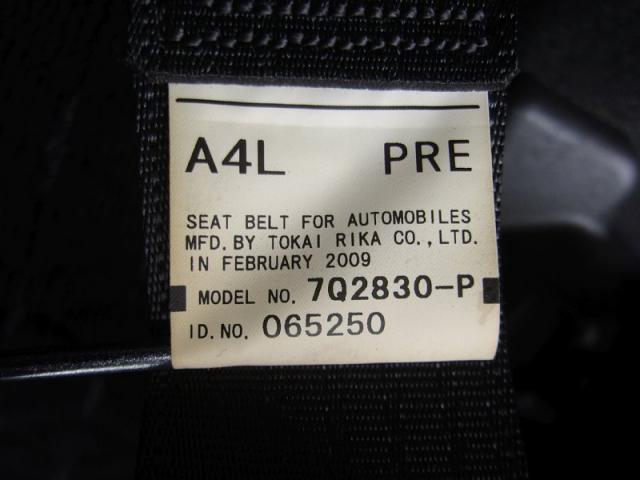 A4L PRE
SEAT BELT FOR AUTOMOBILES
MFD. BY TOKAI RIKA CO., LTD.
IN FEBRUARY 2009
MODEL NO. 7Q2830-P
ID. NO. 065250